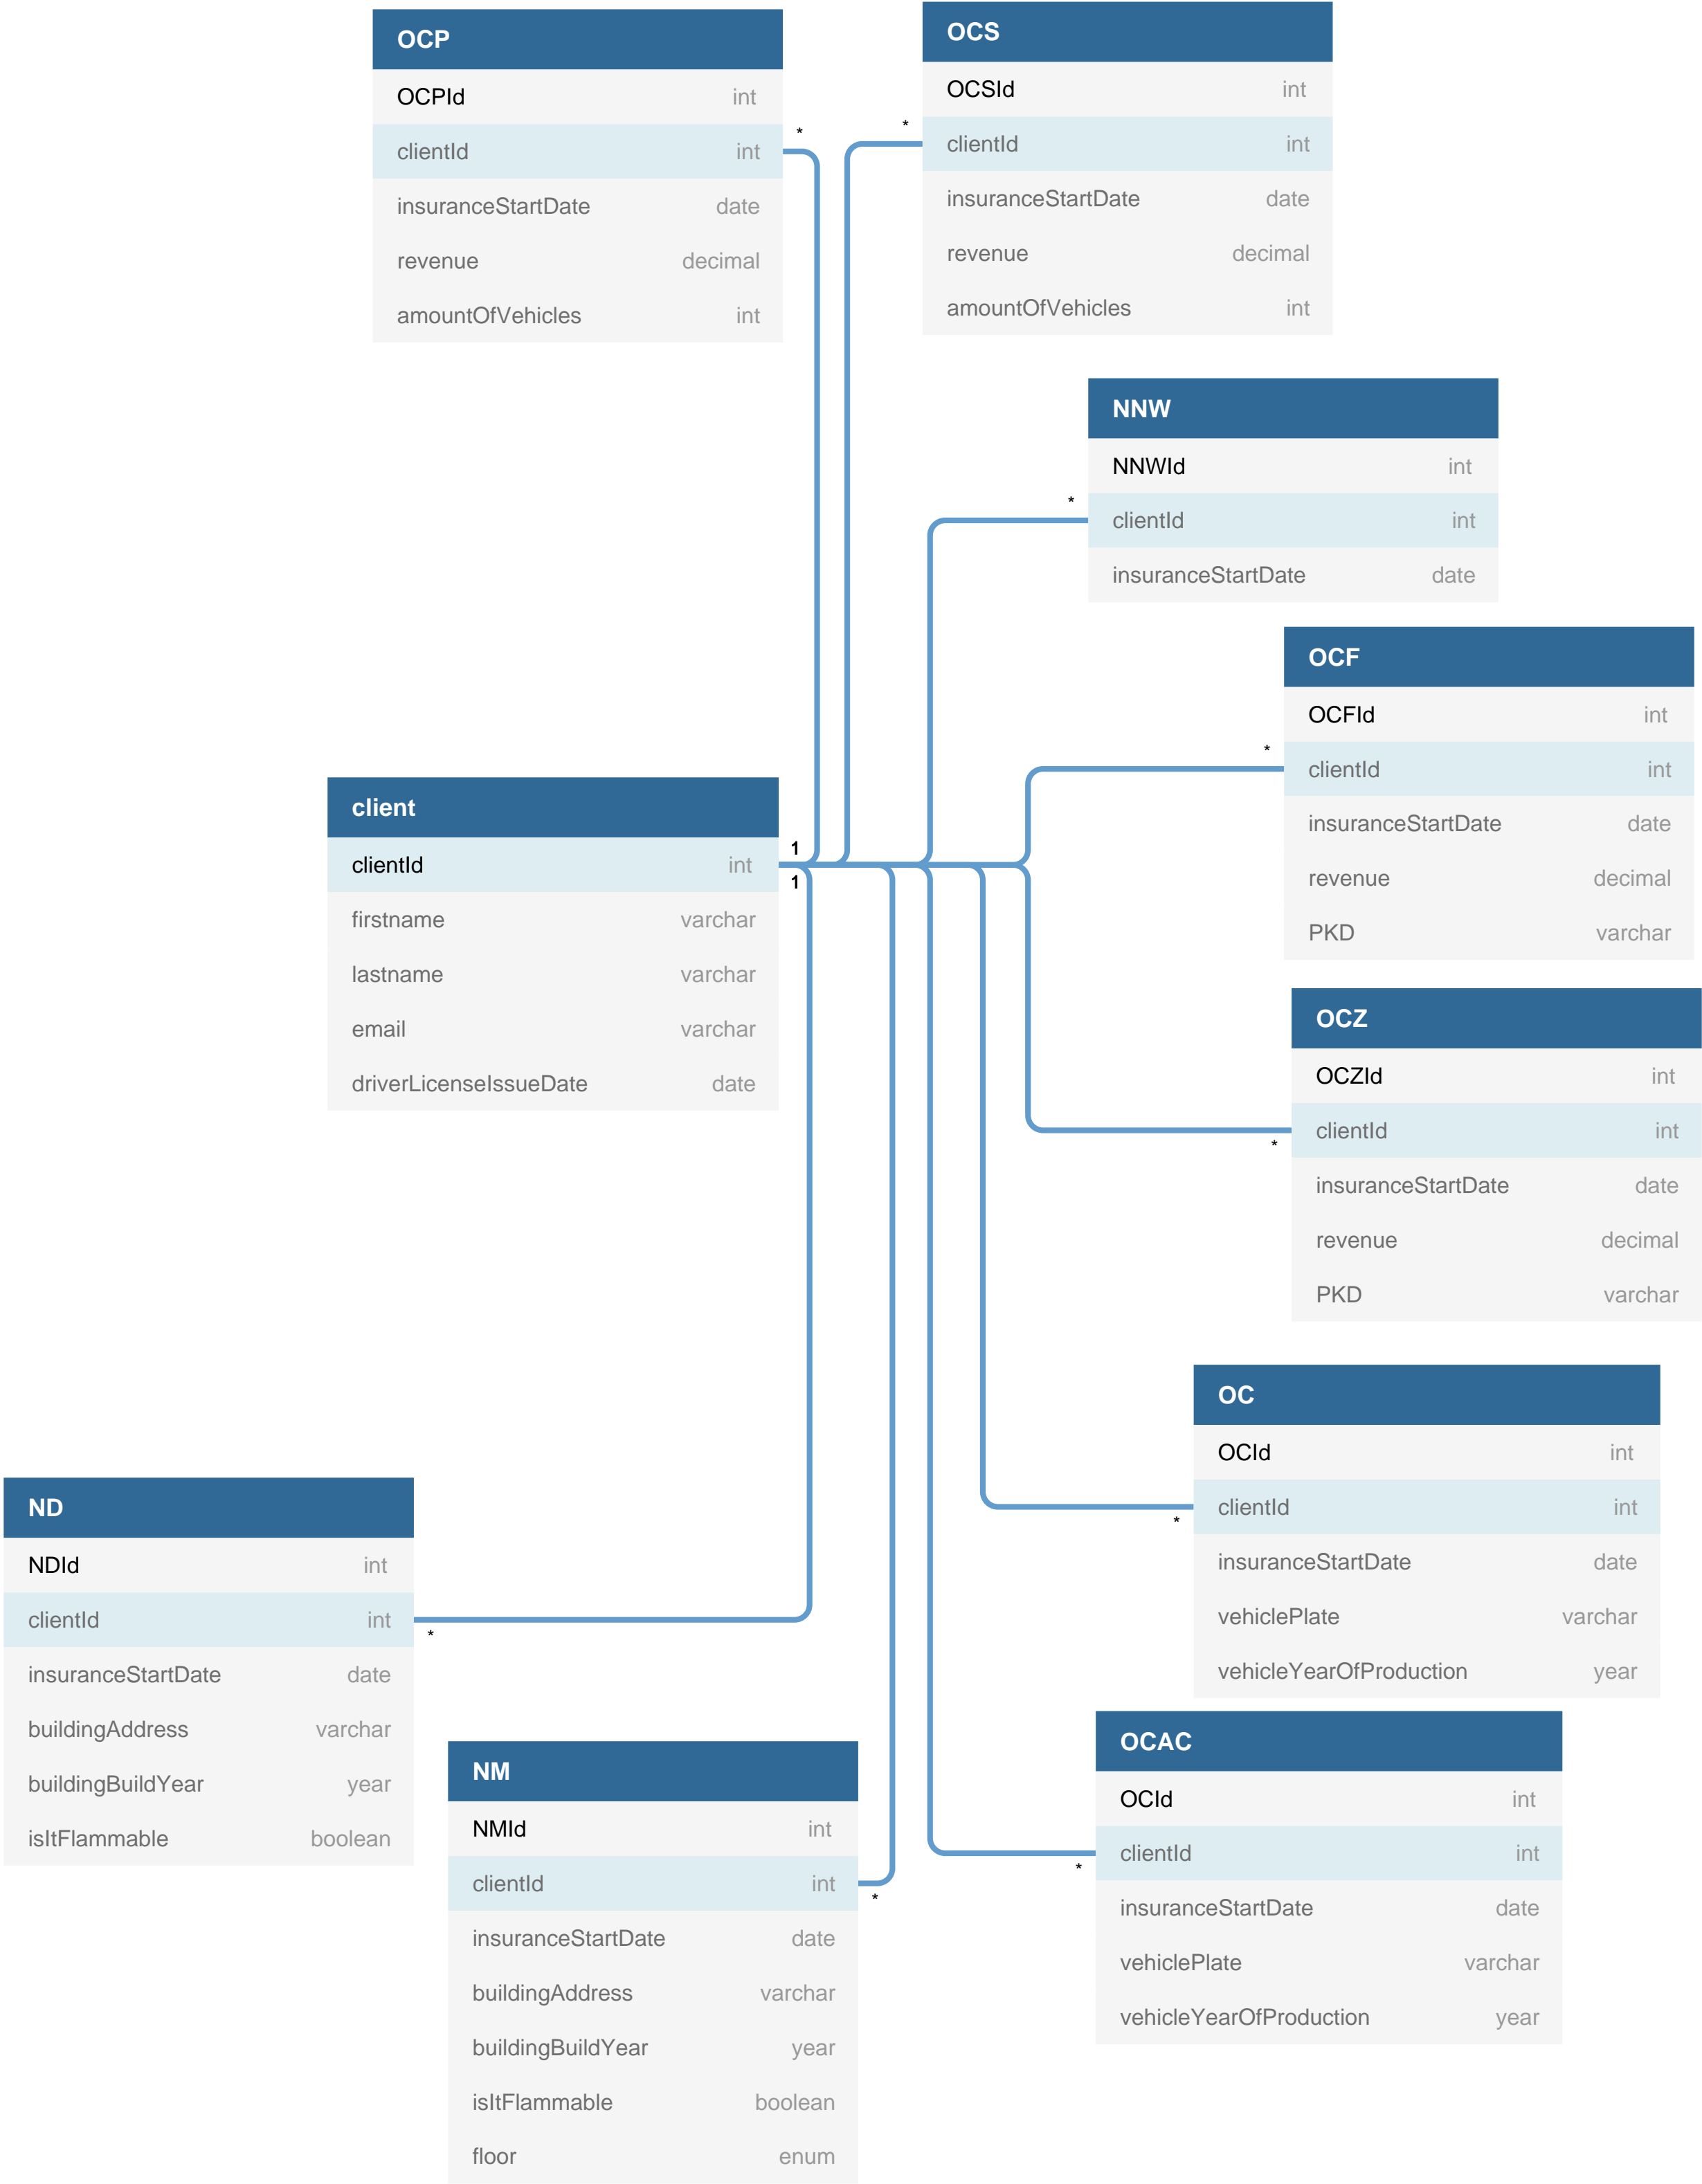 OCP
OCPId int
clientId int
insuranceStartDate date
revenue decimal
amountOfVehicles int
*
OCS
OCSId int
clientId int
insuranceStartDate date
revenue decimal
amountOfVehicles int
*
NNW
NNWId int
clientId int
insuranceStartDate date
*
OCF
OCFId int
clientId int
insuranceStartDate date
revenue decimal
PKD varchar
*
client
clientId int
firstname varchar
lastname varchar
email varchar
driverLicenseIssueDate date
1
1
OCZ
OCZId int
clientId int
insuranceStartDate date
revenue decimal
PKD varchar
*
OC
OCId int
clientId int
insuranceStartDate date
vehiclePlate varchar
vehicleYearOfProduction year
*
ND
NDId int
clientId int
insuranceStartDate date
buildingAddress varchar
buildingBuildYear year
isItFlammable boolean
*
NM
NMId int
clientId int
insuranceStartDate date
buildingAddress varchar
buildingBuildYear year
isItFlammable boolean
floor enum
*
OCAC
OCId int
clientId int
insuranceStartDate date
vehiclePlate varchar
vehicleYearOfProduction year
*